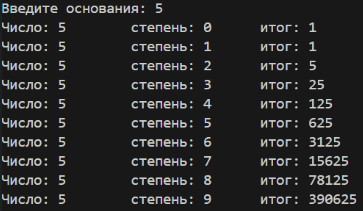 Введите основания: 5
Число: 5 степень: 0 итог: 1
Число: 5 степень: 1 итог: 1
Число: 5 степень: 2 итог: 5
Число: 5 степень: 3 итог: 25
Число: 5 степень: 4 итог: 125
Число: 5 степень: 5 итог: 625
Число: 5 степень: 6 итог: 3125
Число: 5 степень: 7 итог: 15625
Число: 5 степень: 8 итог: 78125
Число: 5 степень: 9 итог: 390625